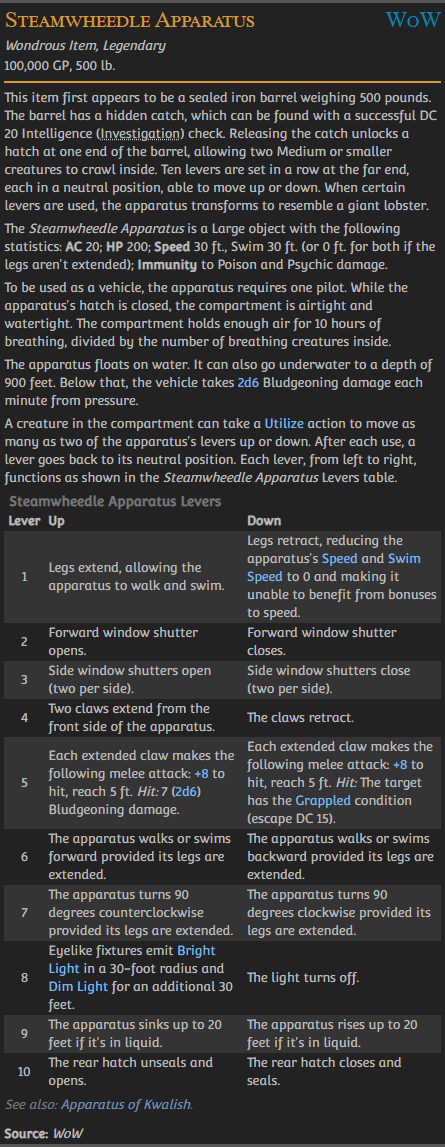 Steamwheedle Apparatus WoW
Wondrous Item, Legendary
100,000 GP, 500 lb.
This item first appears to be a sealed iron barrel weighing 500 pounds.
The barrel has a hidden catch, which can be found with a successful DC
20 Intelligence (Investigation) check. Releasing the catch unlocks a
hatch at one end of the barrel, allowing two Medium or smaller
creatures to crawl inside. Ten levers are set in a row at the far end,
each in a neutral position, able to move up or down. When certain
levers are used, the apparatus transforms to resemble a giant lobster.
The Steamwheedle Apparatus is a Large object with the following
statistics: AC 20; HP 200; Speed 30 ft., Swim 30 ft. (or 0 ft. for both if the
legs aren't extended); Immunity to Poison and Psychic damage.
To be used as a vehicle, the apparatus requires one pilot. While the
apparatus's hatch is closed, the compartment is airtight and
watertight. The compartment holds enough air for 10 hours of
breathing, divided by the number of breathing creatures inside.
The apparatus floats on water. It can also go underwater to a depth of
900 feet. Below that, the vehicle takes 2d6 Bludgeoning damage each
minute from pressure.
A creature in the compartment can take a Utilize action to move as
many as two of the apparatus's levers up or down. After each use, a
lever goes back to its neutral position. Each lever, from left to right,
functions as shown in the Steamwheedle Apparatus Levers table.
Steamwheedle Apparatus Levers
Lever Up Down
1
Legs extend, allowing the
apparatus to walk and swim.
Legs retract, reducing the
apparatus's Speed and Swim
Speed to 0 and making it
unable to benefit from bonuses
to speed.
2
Forward window shutter
opens.
Forward window shutter
closes.
3
Side window shutters open
(two per side).
Side window shutters close
(two per side).
4
Two claws extend from the
front side of the apparatus.
The claws retract.
5
Each extended claw makes the
following melee attack: +8 to
hit, reach 5 ft. Hit: 7 (2d6)
Bludgeoning damage.
Each extended claw makes the
following melee attack: +8 to
hit, reach 5 ft. Hit: The target
has the Grappled condition
(escape DC 15).
6
The apparatus walks or swims
forward provided its legs are
extended.
The apparatus walks or swims
backward provided its legs are
extended.
7
The apparatus turns 90
degrees counterclockwise
provided its legs are extended.
The apparatus turns 90
degrees clockwise provided its
legs are extended.
8
Eyelike fixtures emit Bright
Light in a 30-foot radius and
Dim Light for an additional 30
feet.
The light turns off.
9
The apparatus sinks up to 20
feet if it's in liquid.
The apparatus rises up to 20
feet if it's in liquid.
10
The rear hatch unseals and
opens.
The rear hatch closes and
seals.
See also: Apparatus of Kwalish.
Source: WoW